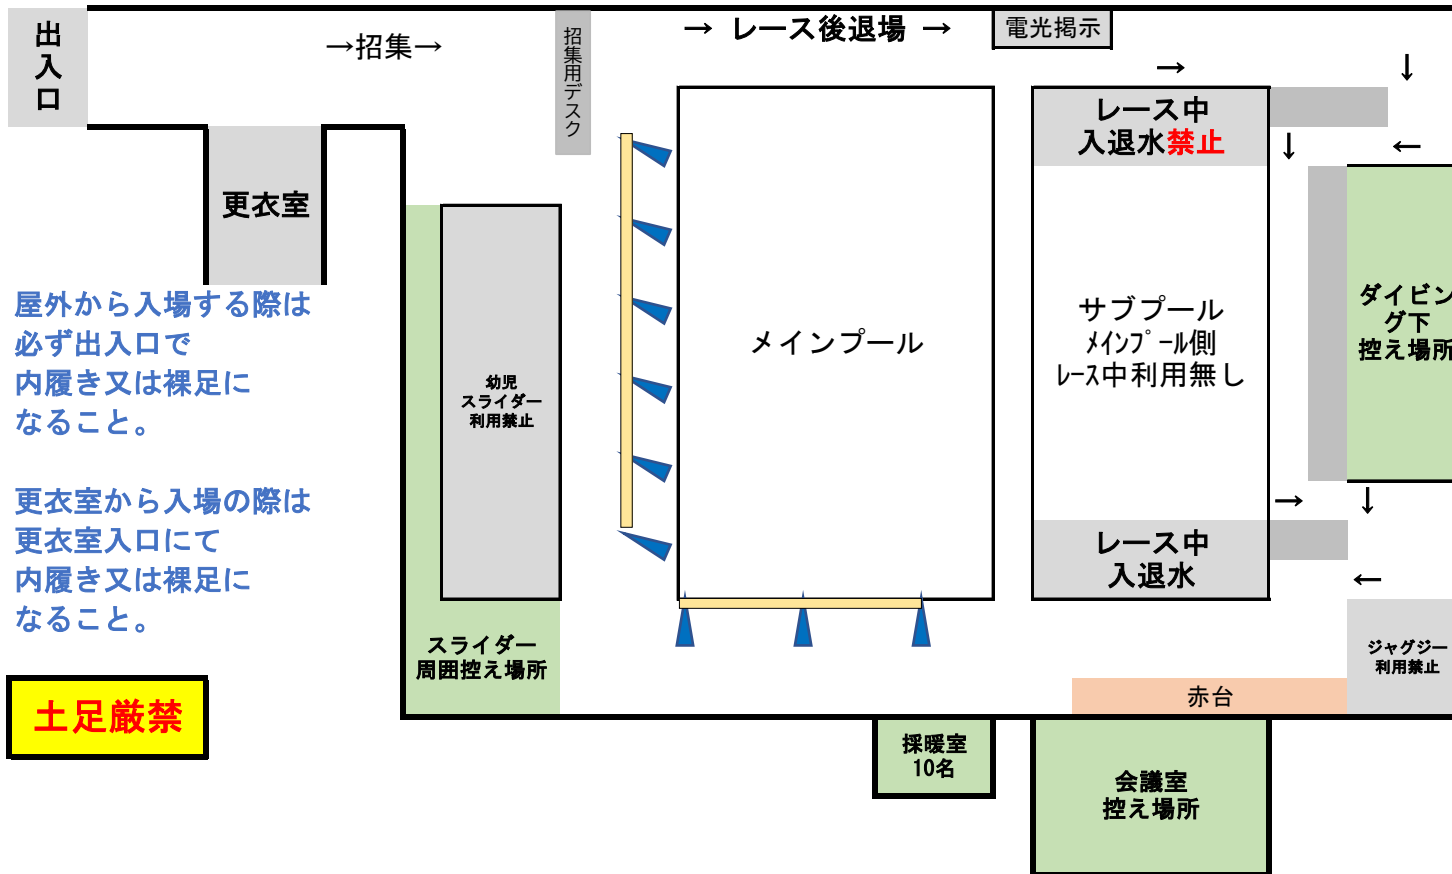 出
入
口
→招集→
招集用デスク
→ レース後退場 →
電光掲示
→
↓
レース中
入退水禁止
↓
←
更衣室
屋外から入場する際は
必ず出入口で
内履き又は裸足に
なること。
更衣室から入場の際は
更衣室入口にて
内履き又は裸足に
なること。
土足厳禁
幼児
スライダー
利用禁止
スライダー
周囲控え場所
メインプール
サブプール
ﾒｲﾝﾌﾟｰﾙ側
ﾚｰｽ中利用無し
ダイビン
グ下
控え場所
→
↓
レース中
入退水
←
ジャグジー
利用禁止
赤台
採暖室
10名
会議室
控え場所